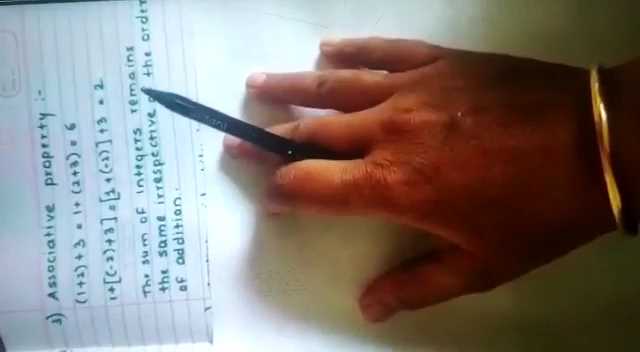 3) Associative property :-
(1+2)+3 = 1+(2+3) = 6
1+[(-2)+3] = [1+(-2)]+3 = 2
The sum of integers remains
the same irrespective of the order
of addition.